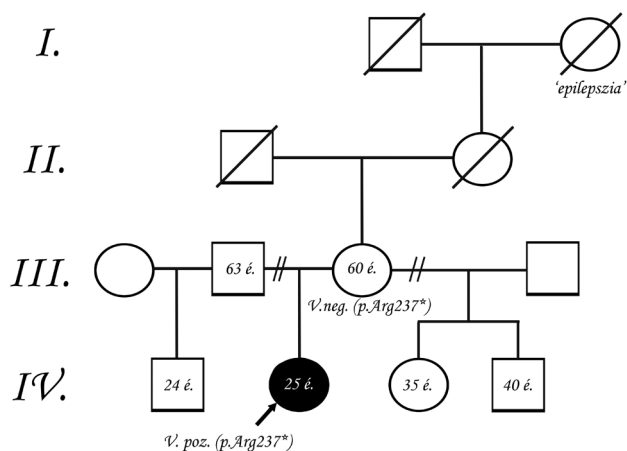 I.
'epilepszia'
II.
III.
63 é.
60 é.
V.neg. (p.Arg237*)
IV.
24 é.
25 é.
35 é.
40 é.
V. poz. (p.Arg237*)